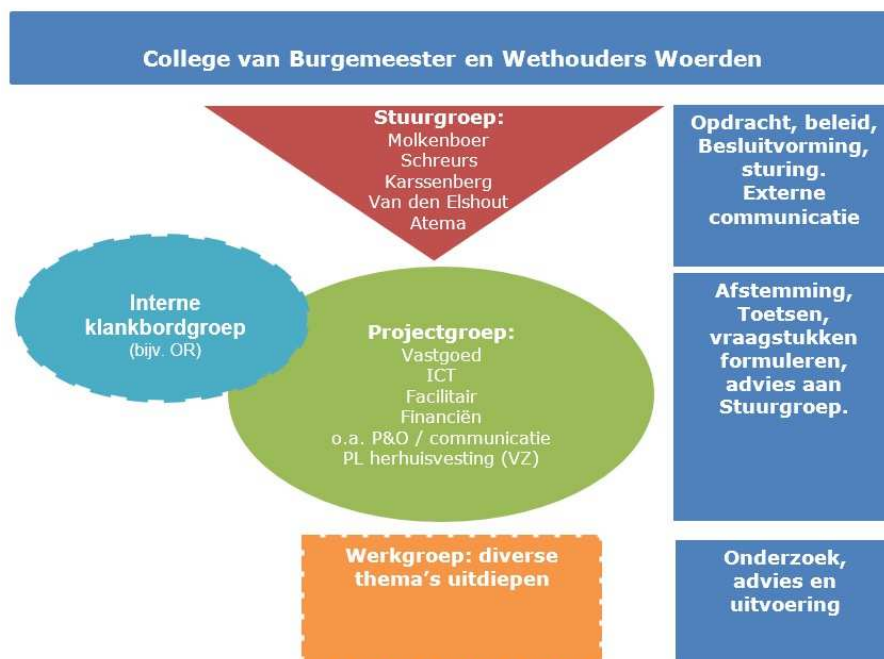 College van Burgemeester en Wethouders Woerden
Stuurgroep:
Molkenboer
Schreurs
Karssenberg
Van den Elshout
Atema
Opdracht, beleid,
Besluitvorming,
sturing.
Externe
communicatie
Interne
klankbordgroep
(bijv. OR)
Projectgroep:
Vastgoed
ICT
Facilitair
Financiën
o.a. P&O / communicatie
PL herhuisvesting (VZ)
Afstemming,
Toetsen,
vraagstukken
formuleren,
advies aan
Stuurgroep.
Werkgroep: diverse
thema’s uitdiepen
Onderzoek,
advies en
uitvoering